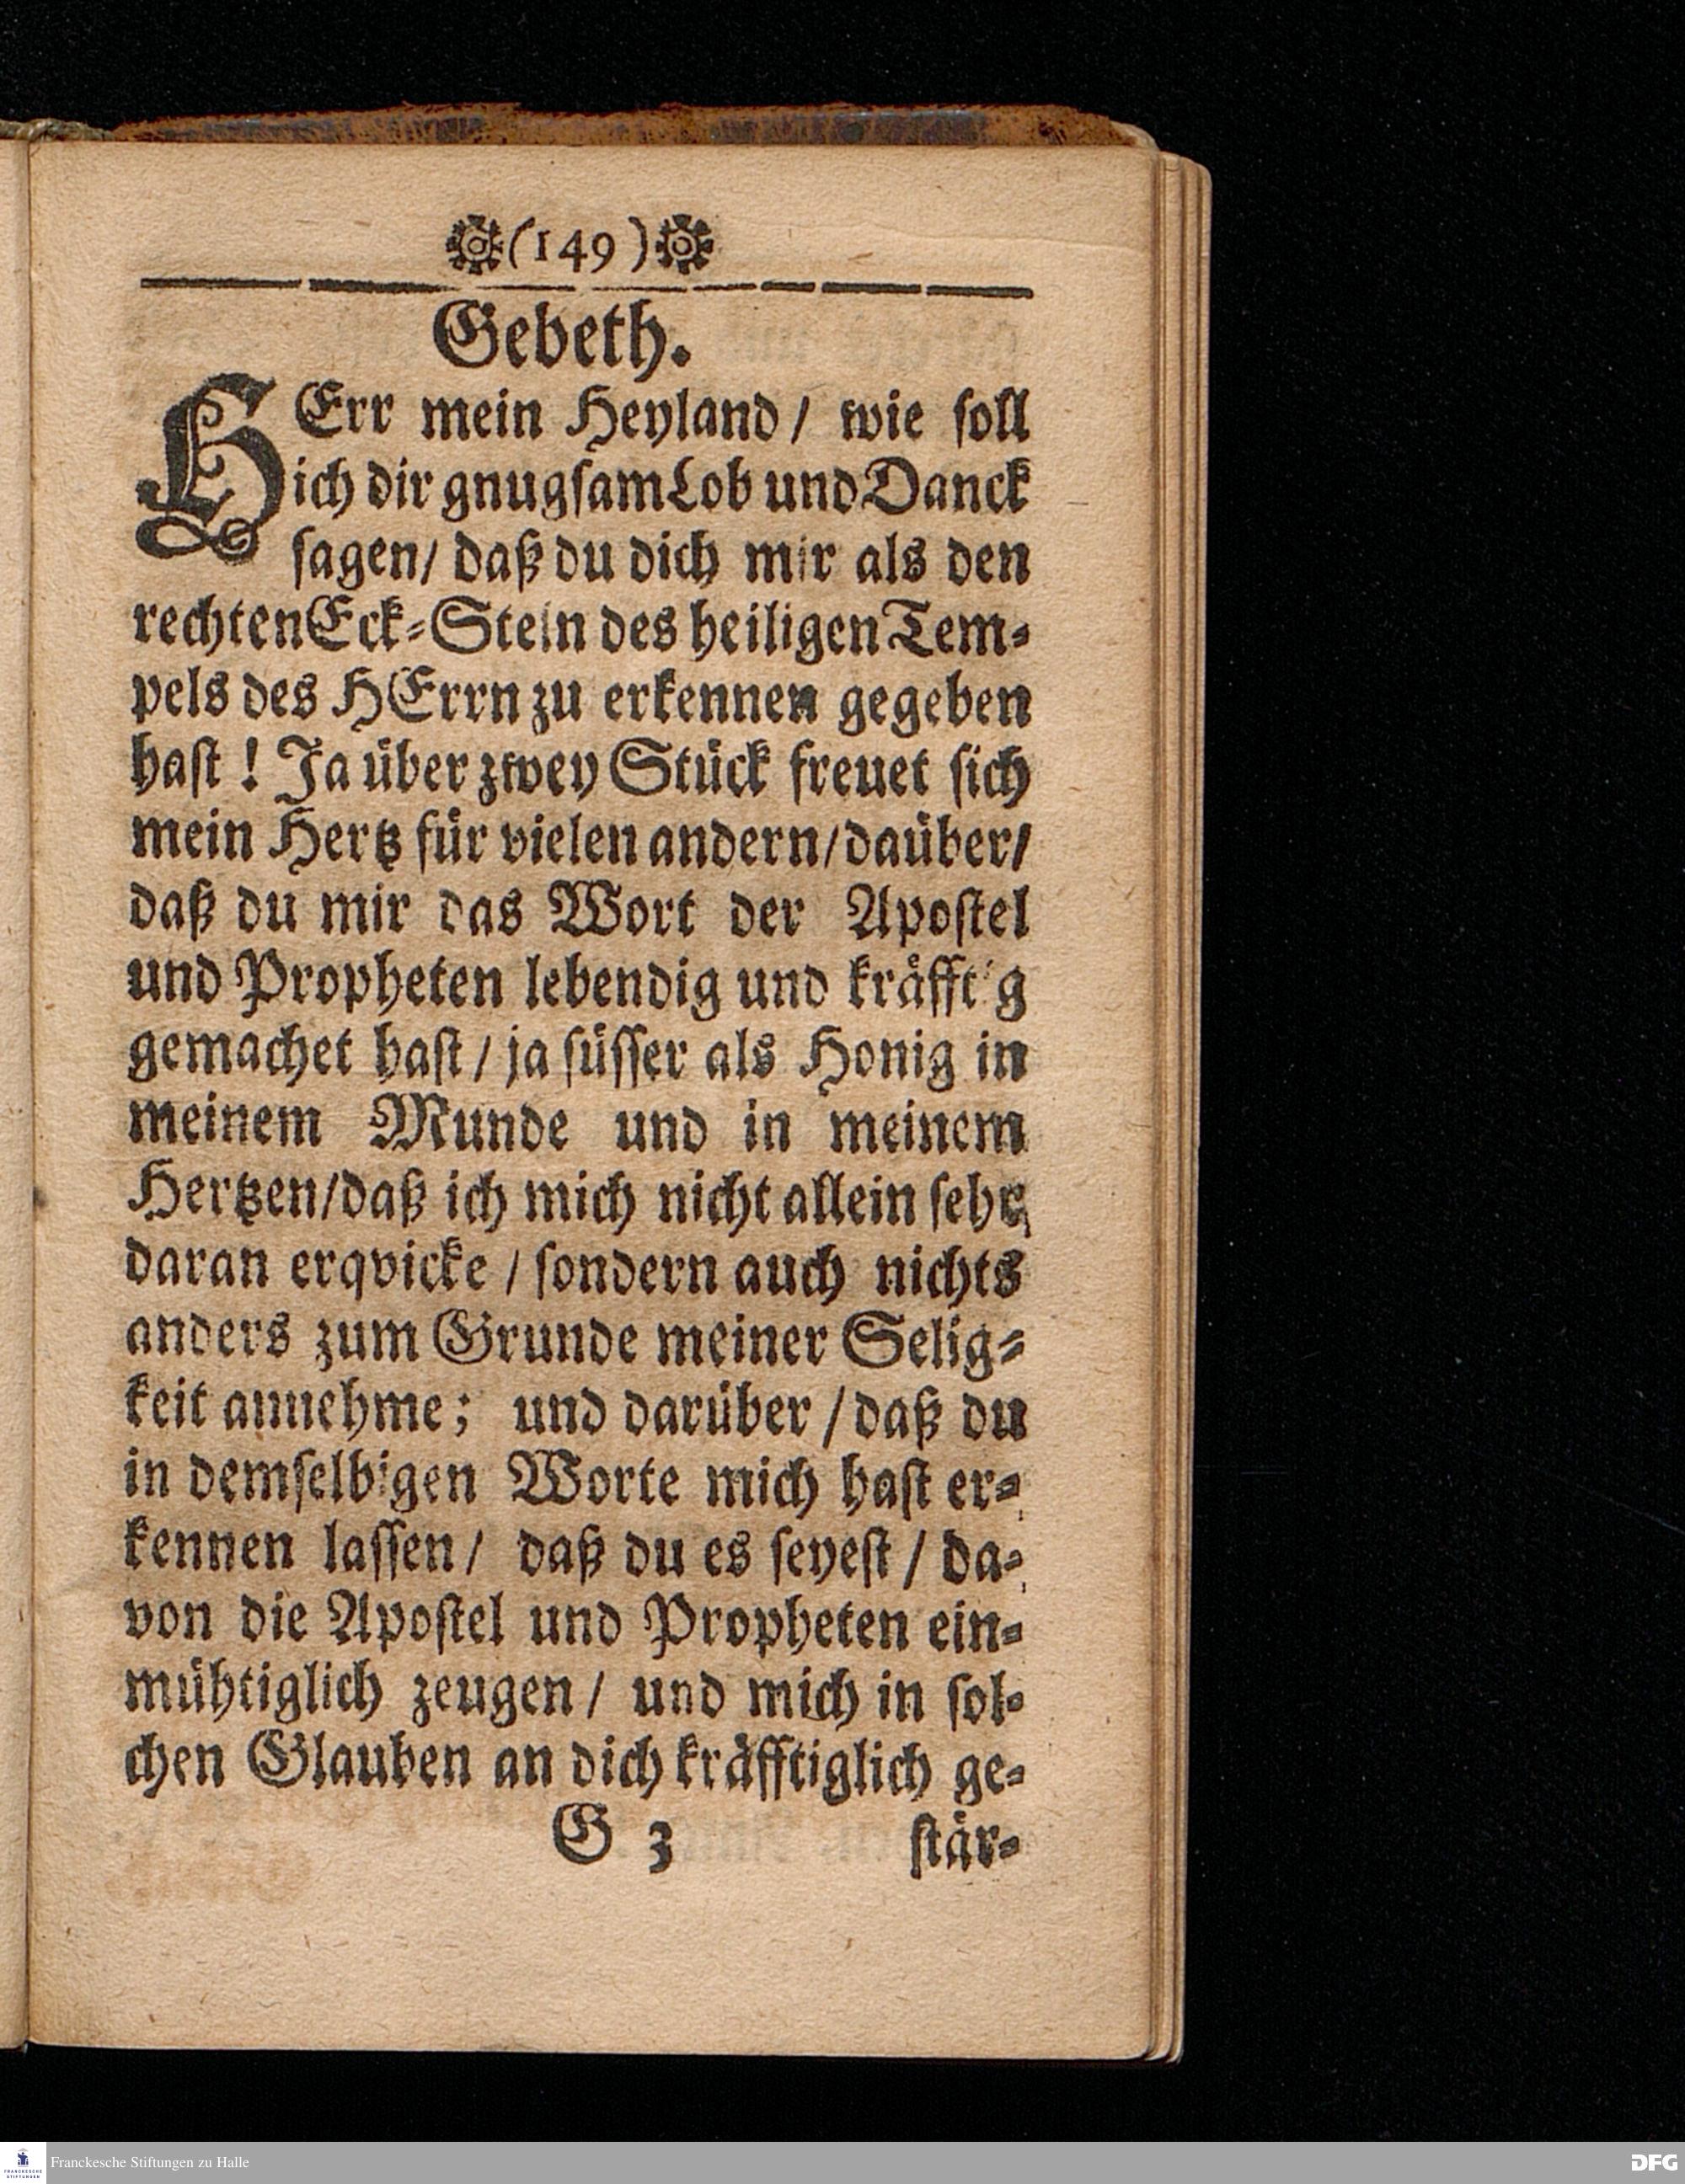 (149)
Gebeth.
HErr mein Heyland / wie soll
ich dir gnugsam Lob und Danck
sagen / daß du dich mir als den
rechten Eck-Stein des heiligen Tem-
pels des HErrn zu erkennen gegeben
hast! Ja über zwey Stück freuet sich
mein Hertz für vielen andern / daüber /
daß du mir das Wort der Apostel
und Propheten lebendig und kräfftig
gemachet hast / ja süsser als Honig in
meinem Munde und in meinem
Hertzen / daß ich mich nicht allein sehr
daran erqvicke / sondern auch nichts
anders zum Grunde meiner Selig-
keit annehme; und darüber / daß du
in demselbigen Worte mich hast er-
kennen lassen / daß du es seyest / da-
von die Apostel und Propheten ein-
mühtiglich zeugen / und mich in sol-
chen Glauben an dich kräfftiglich ge-
G 3 stär-
FRANCKESCHE STIFTUNGEN
Franckesche Stiftungen zu Halle
DFG